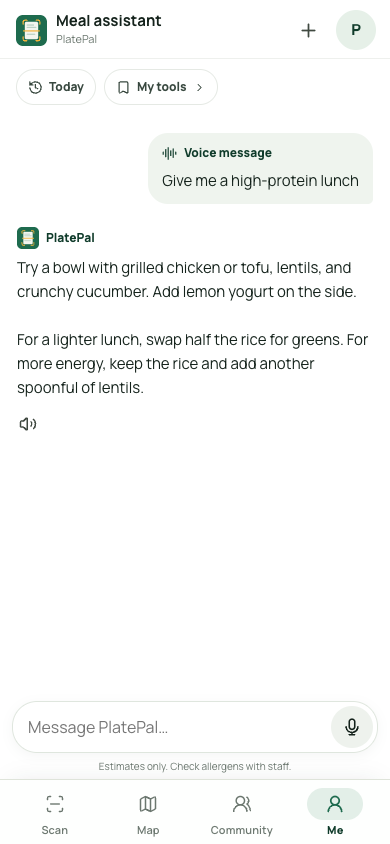 Meal assistant
PlatePal
P
Today
My tools
Voice message
Give me a high-protein lunch
PlatePal
Try a bowl with grilled chicken or tofu, lentils, and
crunchy cucumber. Add lemon yogurt on the side.
For a lighter lunch, swap half the rice for greens. For
more energy, keep the rice and add another
spoonful of lentils.
Message PlatePal...
Estimates only. Check allergens with staff.
Scan
Map
Community
Me